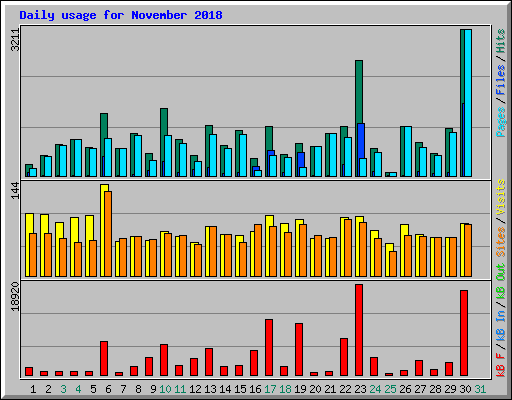 Daily usage for November 2018
3211
Pages / Files / Hits
144
Sites / Visits
18920
kB F / kB In / kB Out
1 2 3 4 5 6 7 8 9 10 11 12 13 14 15 16 17 18 19 20 21 22 23 24 25 26 27 28 29 30 31